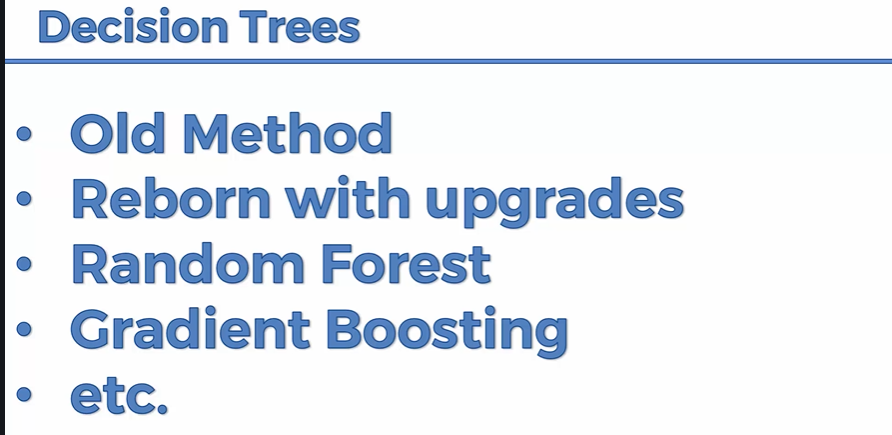 Decision Trees
• Old Method
• Reborn with upgrades
• Random Forest
• Gradient Boosting
• etc.